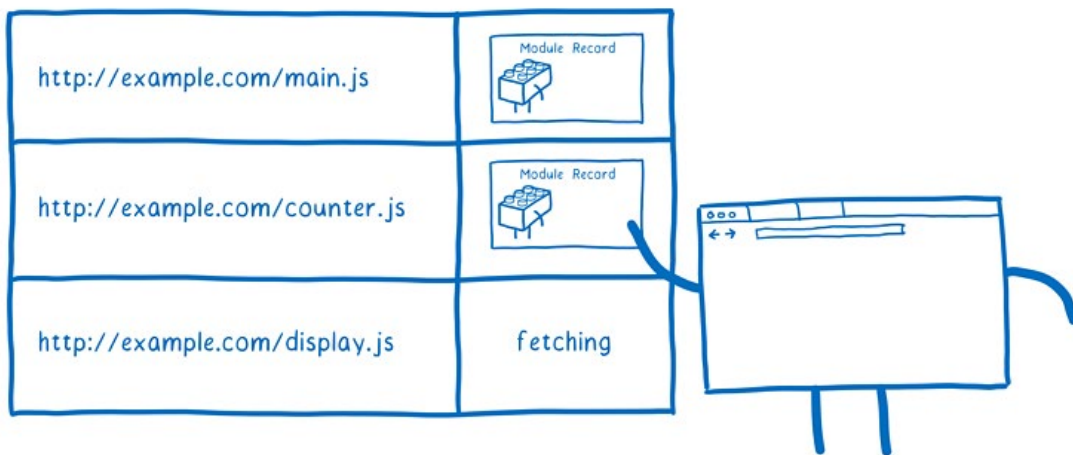 http://example.com/main.js
Module Record
http://example.com/counter.js
Module Record
http://example.com/display.js
fetching